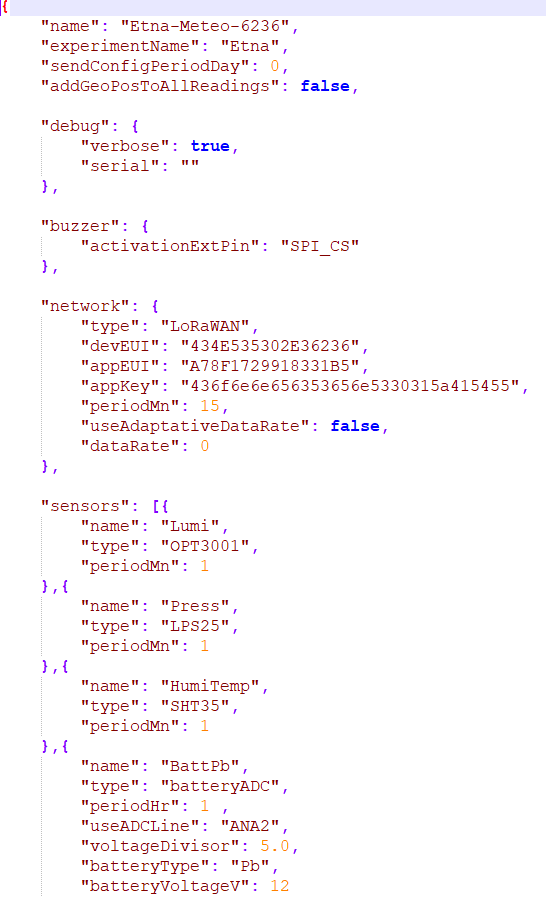 {
"name": "Etna-Meteo-6236",
"experimentName": "Etna",
"sendConfigPeriodDay": 0,
"addGeoPosToAllReadings": false,
"debug": {
"verbose": true,
"serial": ""
},
"buzzer": {
"activationExtPin": "SPI_CS"
},
"network": {
"type": "LoRaWAN",
"devEUI": "434E535302E36236",
"appEUI": "A78F1729918331B5",
"appKey": "436f6e6e656353656e5330315a415455",
"periodMn": 15,
"useAdaptativeDataRate": false,
"dataRate": 0
},
"sensors": [{
"name": "Lumi",
"type": "OPT3001",
"periodMn": 1
},{
"name": "Press",
"type": "LPS25",
"periodMn": 1
},{
"name": "HumiTemp",
"type": "SHT35",
"periodMn": 1
},{
"name": "BattPb",
"type": "batteryADC",
"periodHr": 1 ,
"useADCLine": "ANA2",
"voltageDivisor": 5.0,
"batteryType": "Pb",
"batteryVoltageV": 12